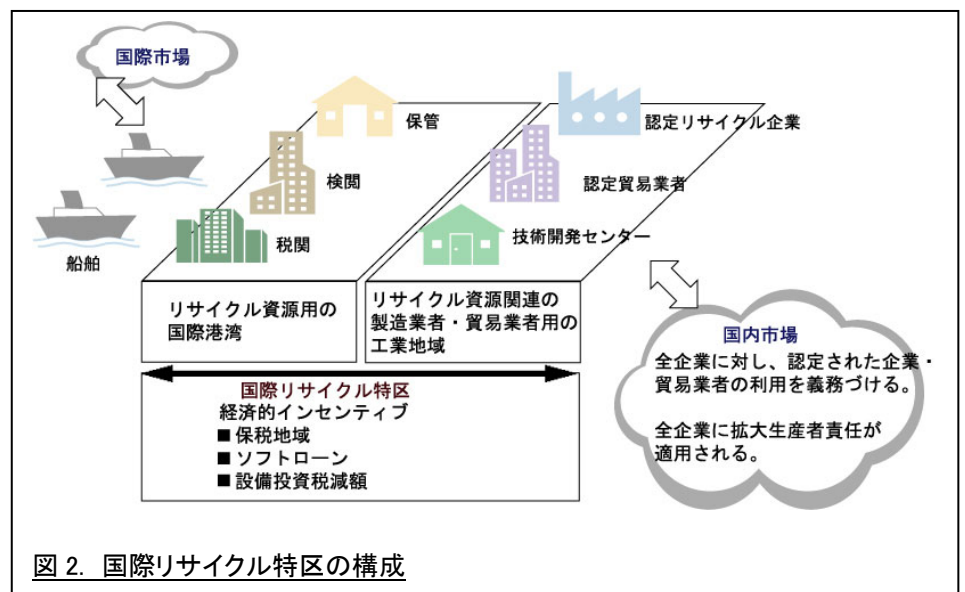 国際市場
保管
検閲
税関
船舶
認定リサイクル企業
認定貿易業者
技術開発センター
リサイクル資源用の
国際港湾
リサイクル資源関連の
製造業者・貿易業者用の
工業地域
国際リサイクル特区
経済的インセンティブ
■ 保税地域
■ ソフトローン
■ 設備投資税減額
国内市場
全企業に対し、認定された企業・
貿易業者の利用を義務づける。
全企業に拡大生産者責任が
適用される。
図 2. 国際リサイクル特区の構成